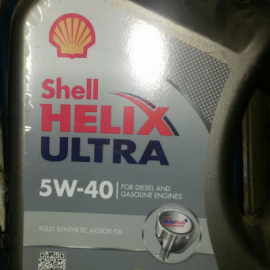 Shell
HELIX
ULTRA
5W-40
FOR DIESEL AND
GASOLINE ENGINES
FULLY SYNTHETIC MOTOR OIL